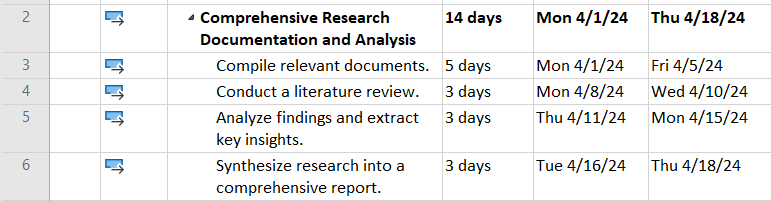 2 Comprehensive Research 14 days Mon 4/1/24 Thu 4/18/24
Documentation and Analysis
3 Compile relevant documents. 5 days Mon 4/1/24 Fri 4/5/24
4 Conduct a literature review. 3 days Mon 4/8/24 Wed 4/10/24
5 Analyze findings and extract 3 days Thu 4/11/24 Mon 4/15/24
key insights.
6 Synthesize research into a 3 days Tue 4/16/24 Thu 4/18/24
comprehensive report.